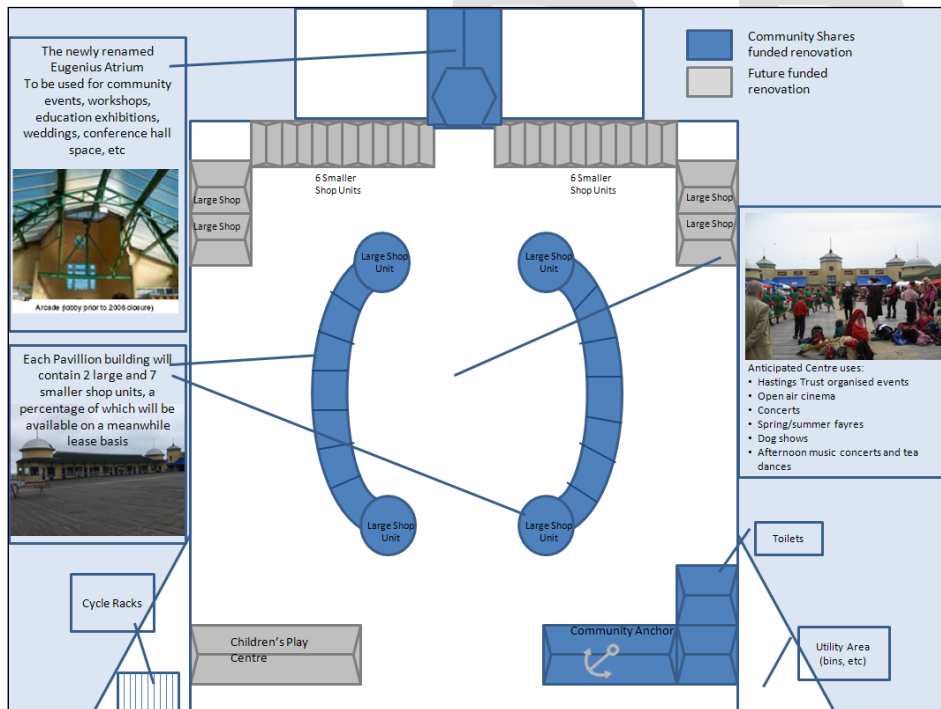 The newly renamed
Eugenius Atrium
To be used for community
events, workshops,
education exhibitions,
weddings, conference hall
space, etc
Arcade (lobby prior to 2006 closure)
Each Pavillion building will
contain 2 large and 7
smaller shop units, a
percentage of which will be
available on a meanwhile
lease basis
Cycle Racks
Community Shares
funded renovation
Future funded
renovation
6 Smaller
Shop Units
6 Smaller
Shop Units
Large Shop
Large Shop
Large Shop
Large Shop
Large Shop
Unit
Large Shop
Unit
Large Shop
Unit
Large Shop
Unit
Anticipated Centre uses:
• Hastings Trust organised events
• Open air cinema
• Concerts
• Spring/summer fayres
• Dog shows
• Afternoon music concerts and tea
dances
Toilets
Children's Play
Centre
Community Anchor
Utility Area
(bins, etc)